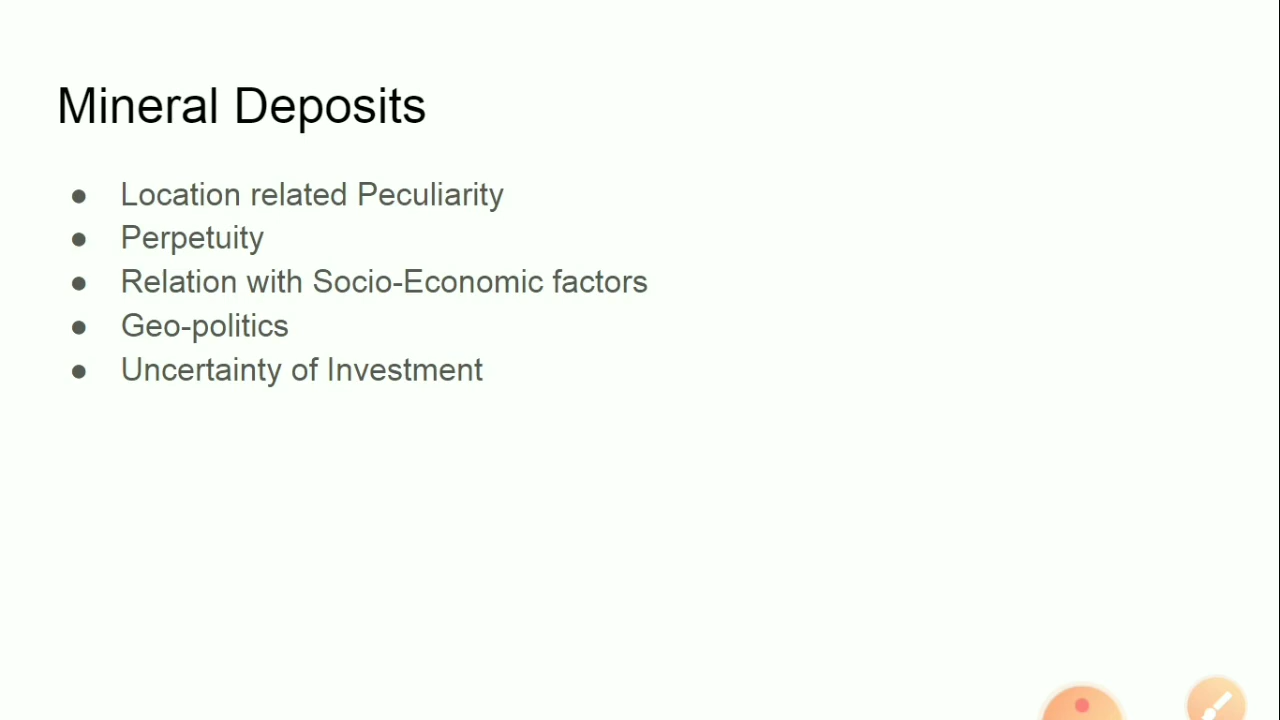 Mineral Deposits
● Location related Peculiarity
● Perpetuity
● Relation with Socio-Economic factors
● Geo-politics
● Uncertainty of Investment